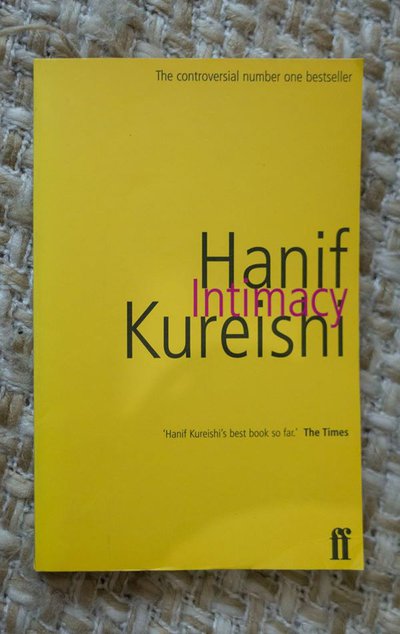 The controversial number one bestseller
Hanif
Intimacy
Kureishi
'Hanif Kureishi's best book so far.' The Times
ff